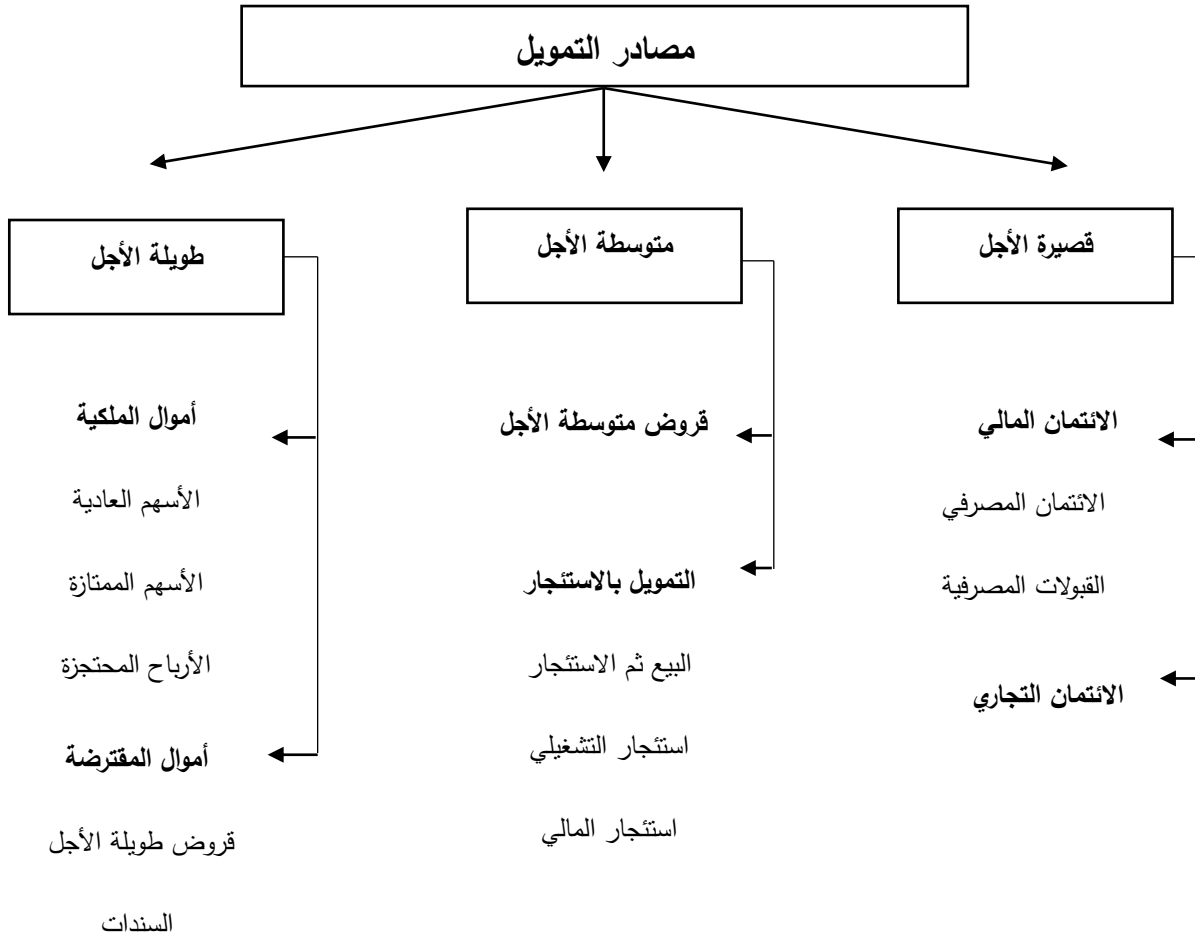 مصادر التمويل
قصيرة الأجل
الائتمان المالي
الائتمان المصرفي
القبولات المصرفية
الائتمان التجاري
متوسطة الأجل
قروض متوسطة الأجل
التمويل بالاستئجار
البيع ثم الاستئجار
استئجار التشغيلي
استئجار المالي
طويلة الأجل
أموال الملكية
الأسهم العادية
الأسهم الممتازة
الأرباح المحتجزة
أموال المقترضة
قروض طويلة الأجل
السندات